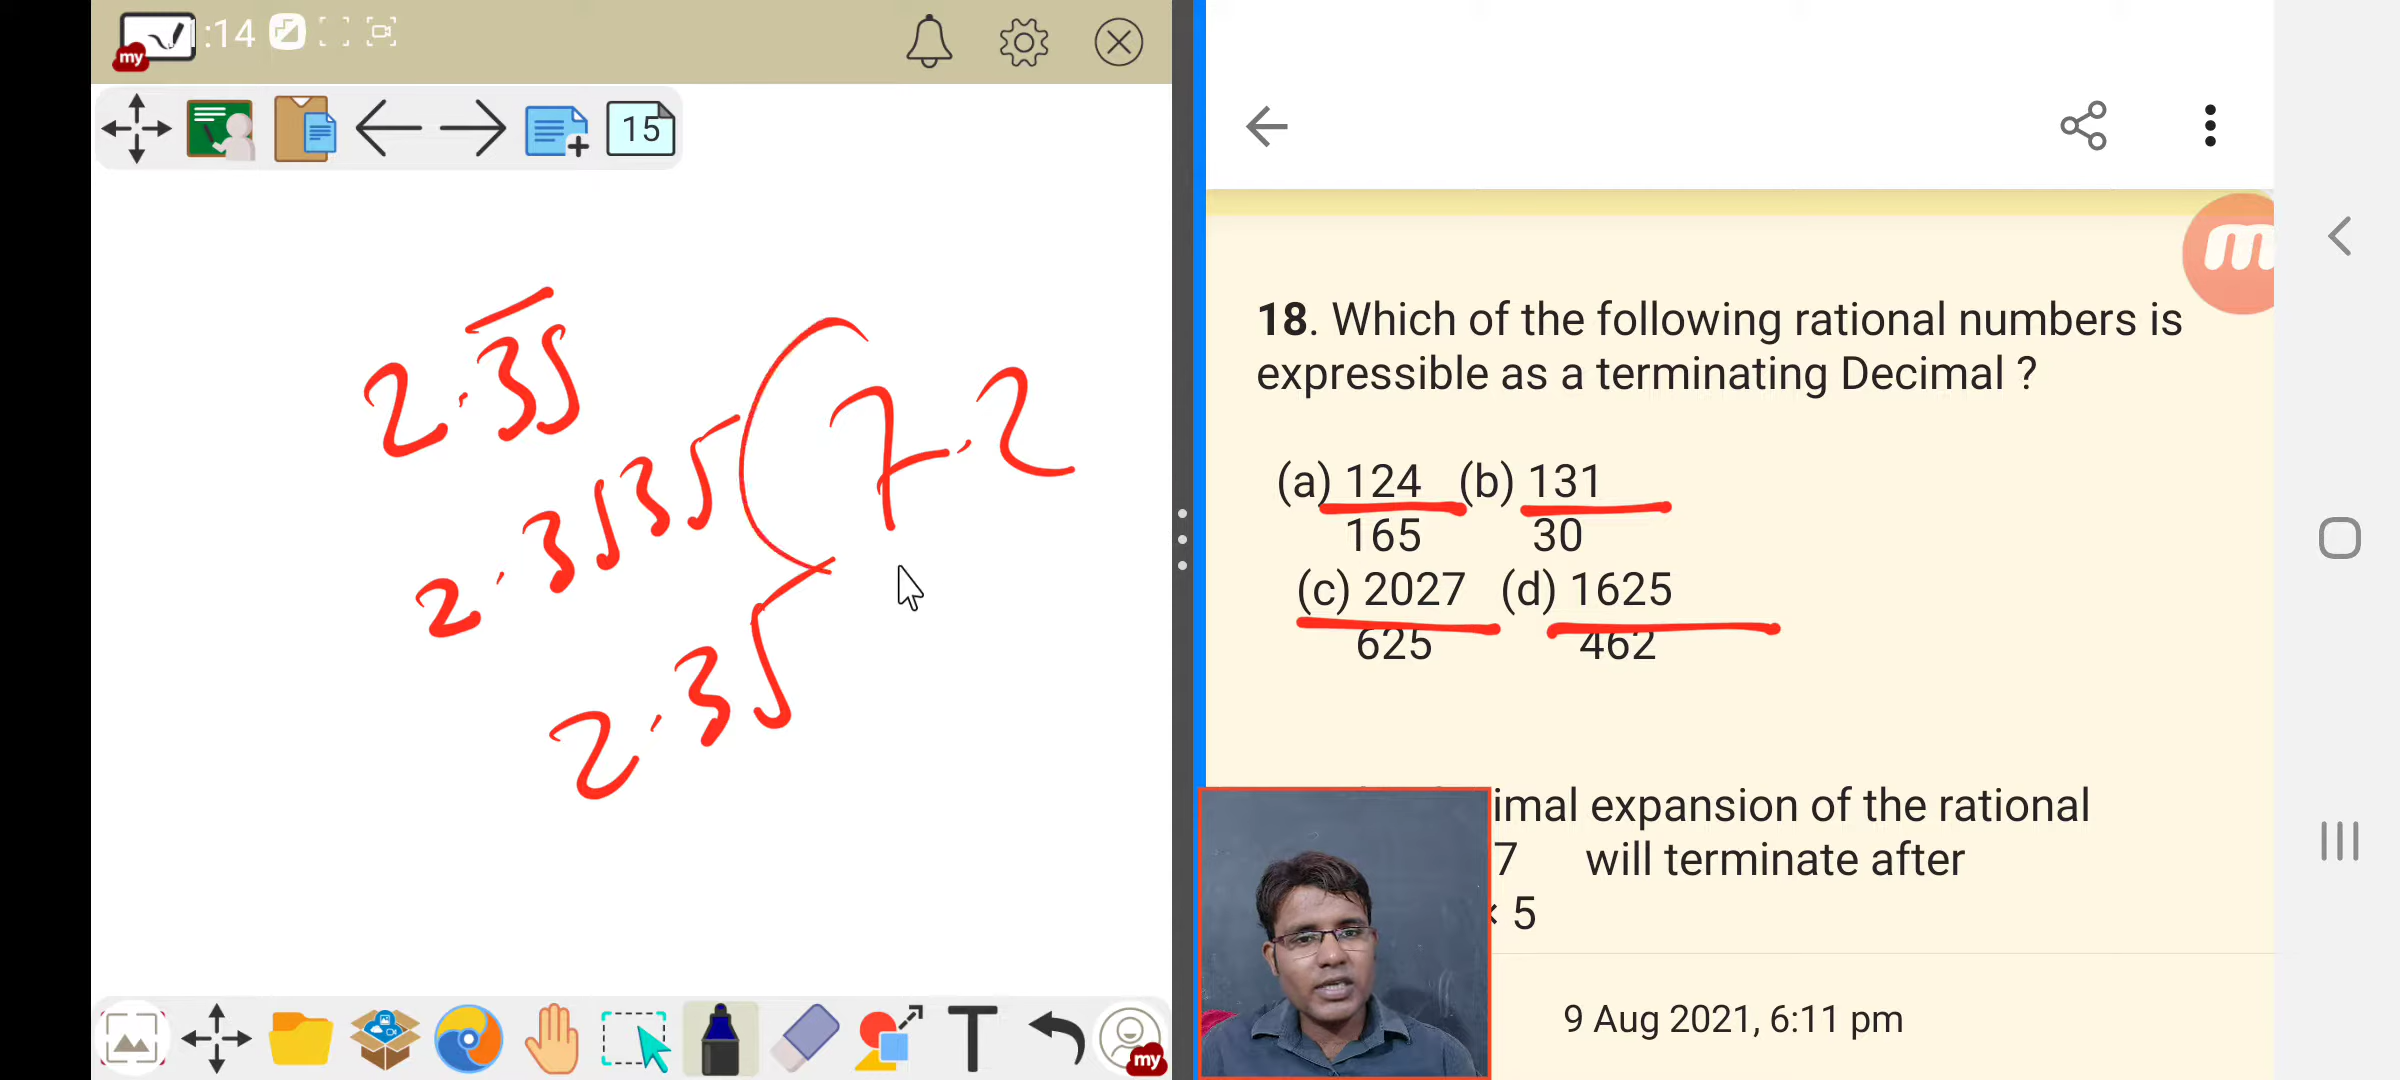 :14
my
15
2.3̅5̅
2.3535
7.2
2.35
18. Which of the following rational numbers is
expressible as a terminating Decimal ?
(a) 124 (b) 131
165 30
(c) 2027 (d) 1625
625 462
imal expansion of the rational
7 will terminate after
× 5
9 Aug 2021, 6:11 pm
T
my